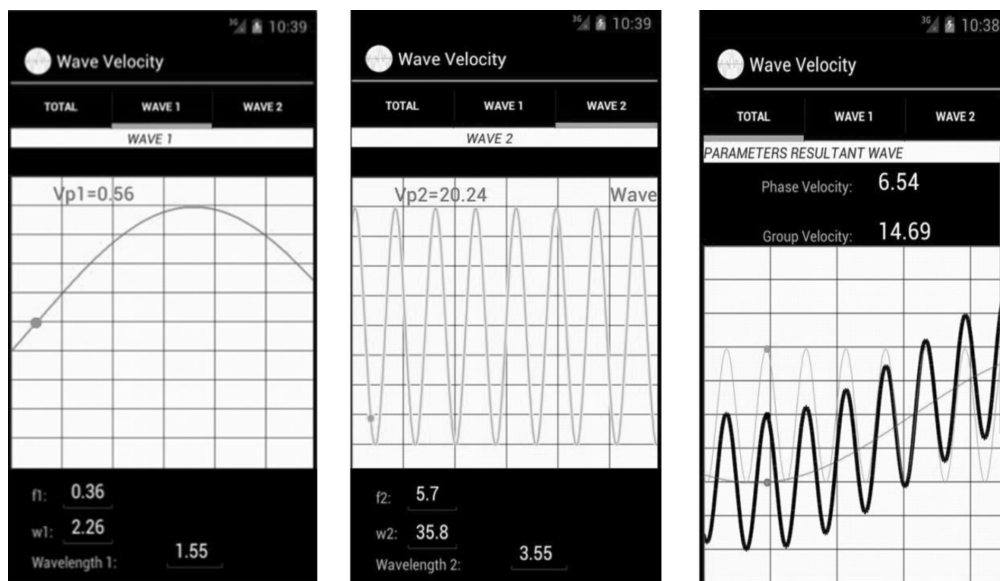 3G 10:39
Wave Velocity
TOTAL WAVE 1 WAVE 2
WAVE 1
Vp1=0.56
f1: 0.36
w1: 2.26
Wavelength 1: 1.55
3G 10:39
Wave Velocity
TOTAL WAVE 1 WAVE 2
WAVE 2
Vp2=20.24 Wave
f2: 5.7
w2: 35.8
Wavelength 2: 3.55
3G 10:38
Wave Velocity
TOTAL WAVE 1 WAVE 2
PARAMETERS RESULTANT WAVE
Phase Velocity: 6.54
Group Velocity: 14.69